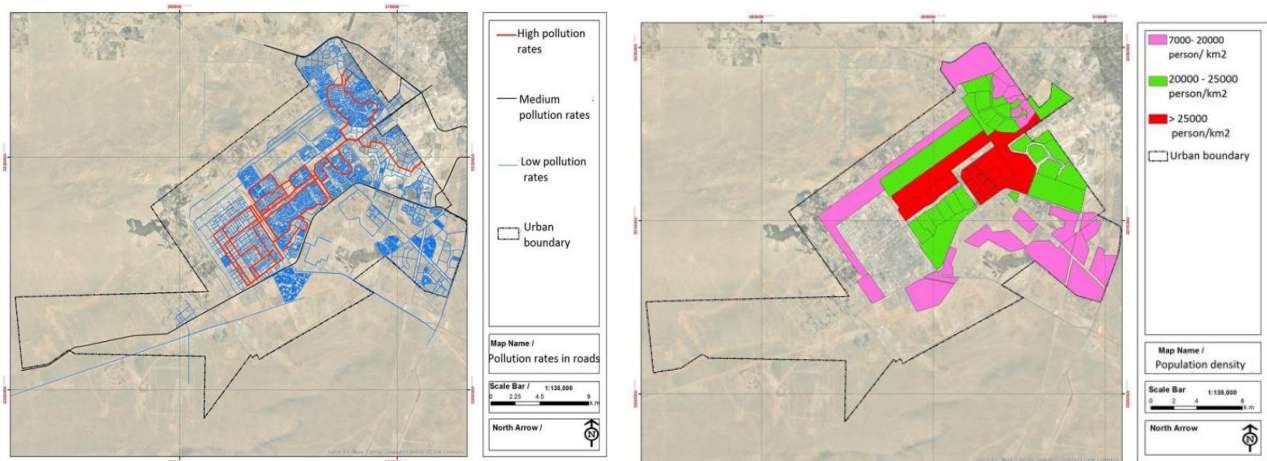 High pollution
rates
Medium
pollution rates
Low pollution
rates
Urban
boundary
Map Name /
Pollution rates in roads
Scale Bar / 1:135,000
0 2.25 4.5 9
k.m
North Arrow /
N
7000- 20000
person/ km2
20000 - 25000
person/km2
> 25000
person/km2
Urban boundary
Map Name /
Population density
Scale Bar 1:135,000
0 2 4 8
k.m
North Arrow
N